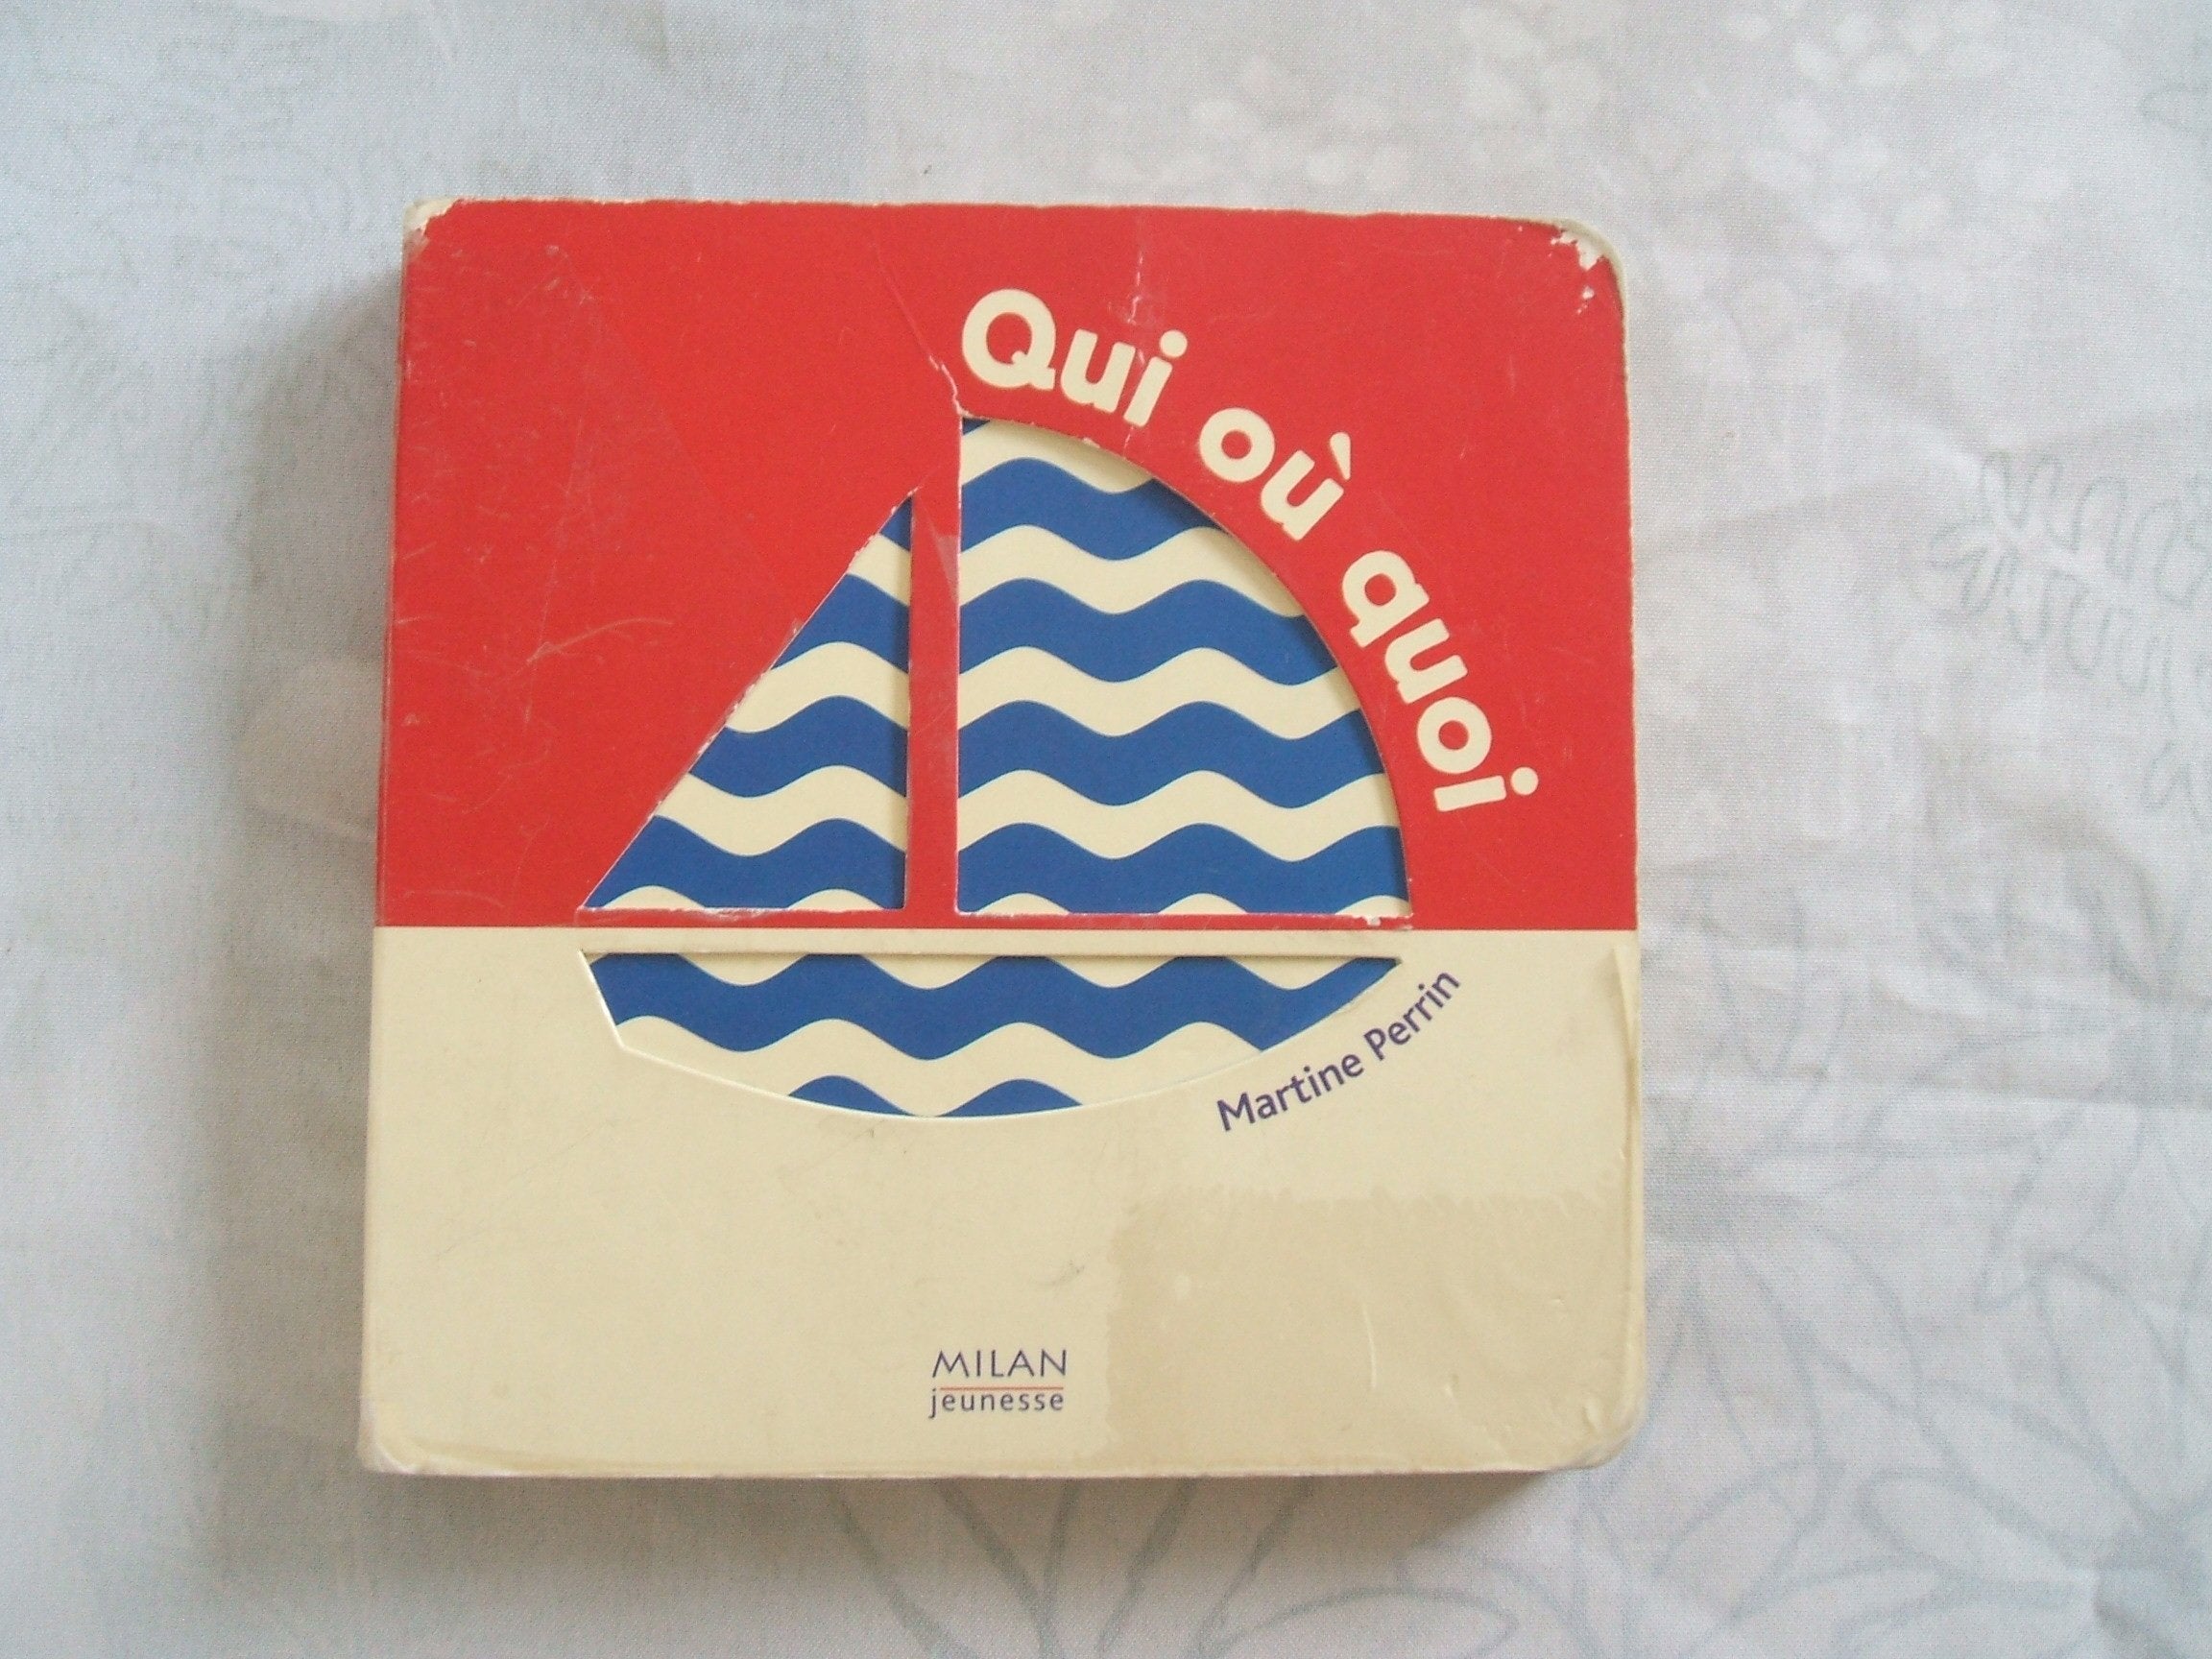 Qui où quoi
Martine Perrin
MILAN
jeunesse